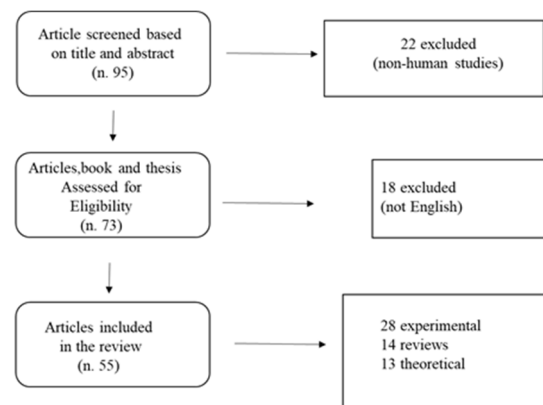 Article screened based
on title and abstract
(n. 95)
22 excluded
(non-human studies)
Articles,book and thesis
Assessed for
Eligibility
(n. 73)
18 excluded
(not English)
Articles included
in the review
(n. 55)
28 experimental
14 reviews
13 theoretical